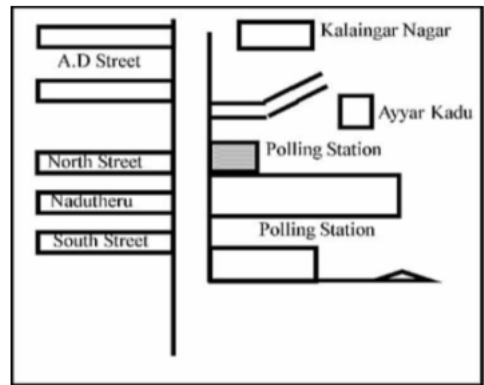 Kalaingar Nagar
A.D Street
Ayyar Kadu
Polling Station
North Street
Nadutheru
Polling Station
South Street